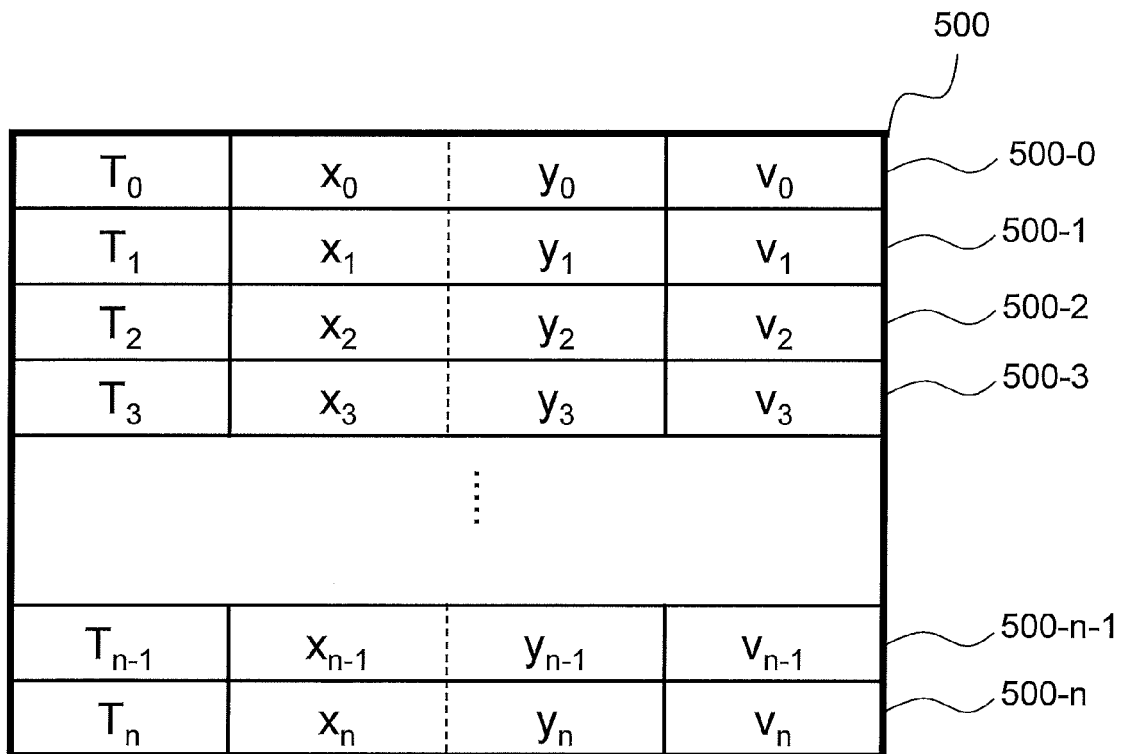 500
T₀ x₀ y₀ v₀ 500-0
T₁ x₁ y₁ v₁ 500-1
T₂ x₂ y₂ v₂ 500-2
T₃ x₃ y₃ v₃ 500-3
⋮
Tₙ₋₁ xₙ₋₁ yₙ₋₁ vₙ₋₁ 500-n-1
Tₙ xₙ yₙ vₙ 500-n